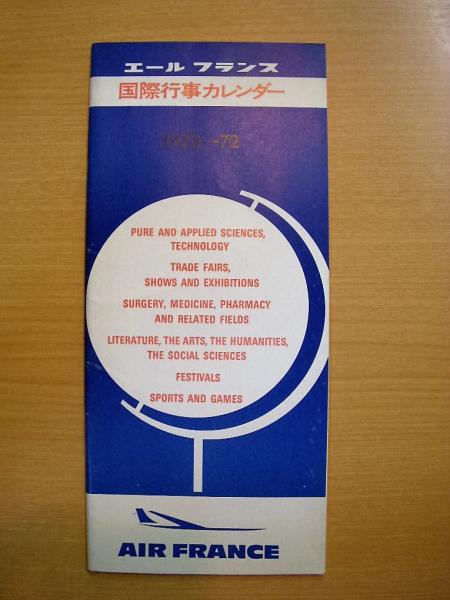 エール フランス
国際行事カレンダー
1970 -72
PURE AND APPLIED SCIENCES,
TECHNOLOGY
TRADE FAIRS,
SHOWS AND EXHIBITIONS
SURGERY, MEDICINE, PHARMACY
AND RELATED FIELDS
LITERATURE, THE ARTS, THE HUMANITIES,
THE SOCIAL SCIENCES
FESTIVALS
SPORTS AND GAMES
AIR FRANCE